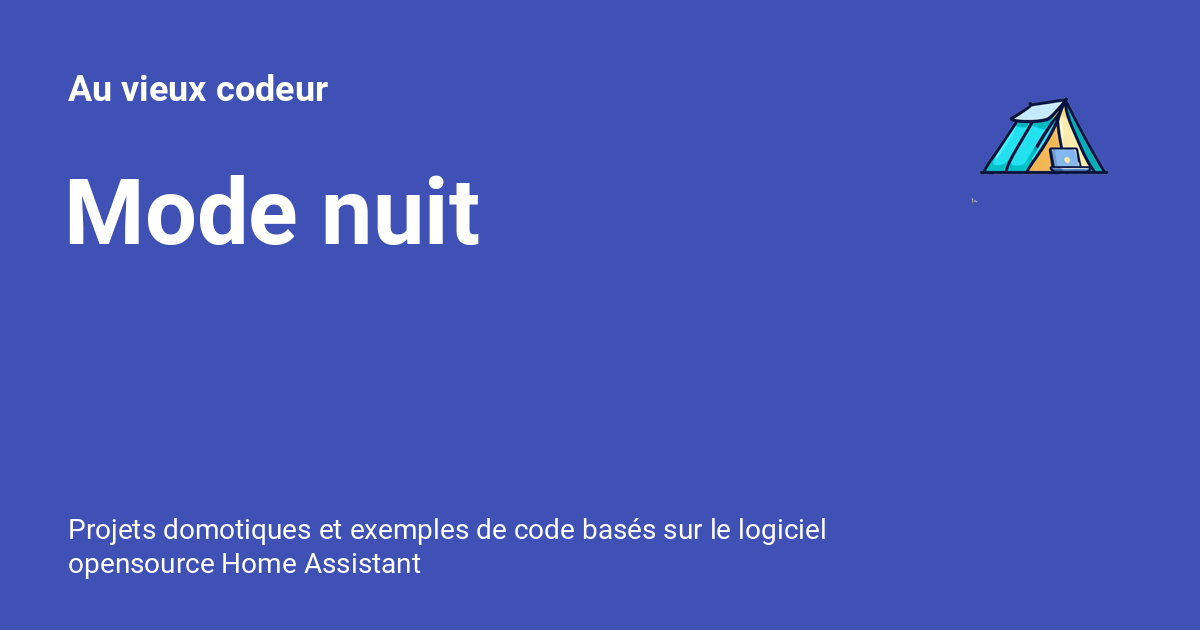 Au vieux codeur
Mode nuit
Projets domotiques et exemples de code basés sur le logiciel
opensource Home Assistant